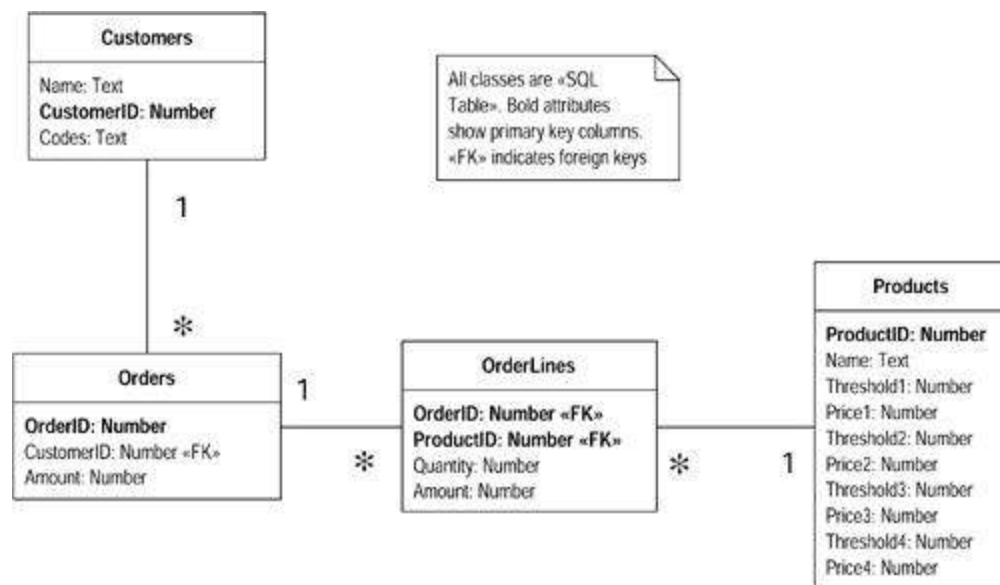 Customers
Name: Text
CustomerID: Number
Codes: Text
All classes are «SQL
Table». Bold attributes
show primary key columns.
«FK» indicates foreign keys
1
*
Orders
OrderID: Number
CustomerID: Number «FK»
Amount: Number
1
*
OrderLines
OrderID: Number «FK»
ProductID: Number «FK»
Quantity: Number
Amount: Number
*
1
Products
ProductID: Number
Name: Text
Threshold1: Number
Price1: Number
Threshold2: Number
Price2: Number
Threshold3: Number
Price3: Number
Threshold4: Number
Price4: Number